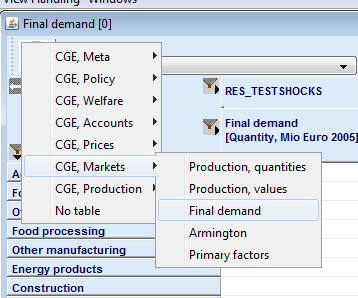 View Handling  Windows
Final demand [0]
CGE, Meta
CGE, Policy
CGE, Welfare
CGE, Accounts
CGE, Prices
CGE, Markets
CGE, Production
No table
RES_TESTSHOCKS
Final demand
[Quantity, Mio Euro 2005]
Production, quantities
Production, values
Final demand
Armington
Primary factors
Food processing
Other manufacturing
Energy products
Construction